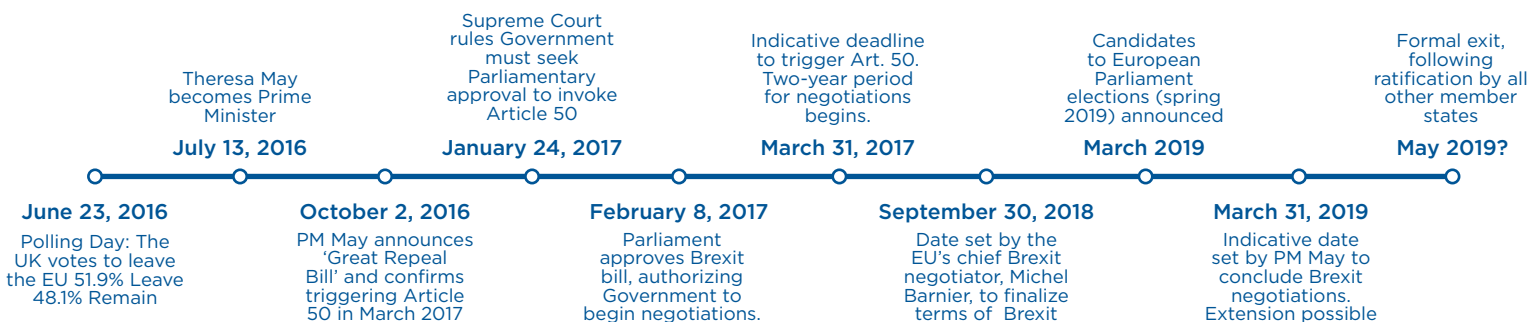 June 23, 2016
Polling Day: The
UK votes to leave
the EU 51.9% Leave
48.1% Remain
Theresa May
becomes Prime
Minister
July 13, 2016
October 2, 2016
PM May announces
‘Great Repeal
Bill’ and confirms
triggering Article
50 in March 2017
Supreme Court
rules Government
must seek
Parliamentary
approval to invoke
Article 50
January 24, 2017
February 8, 2017
Parliament
approves Brexit
bill, authorizing
Government to
begin negotiations.
Indicative deadline
to trigger Art. 50.
Two-year period
for negotiations
begins.
March 31, 2017
September 30, 2018
Date set by the
EU’s chief Brexit
negotiator, Michel
Barnier, to finalize
terms of Brexit
Candidates
to European
Parliament
elections (spring
2019) announced
March 2019
March 31, 2019
Indicative date
set by PM May to
conclude Brexit
negotiations.
Extension possible
Formal exit,
following
ratification by all
other member
states
May 2019?